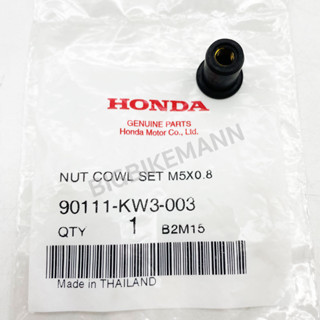 HONDA
GENUINE PARTS
Honda Motor Co., Ltd.
BIGBIKEMANN
NUT COWL SET M5X0.8
90111-KW3-003
QTY 1 B2M15
Made in THAILAND